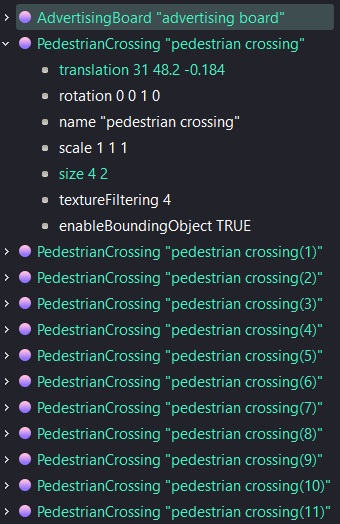 AdvertisingBoard "advertising board"
PedestrianCrossing "pedestrian crossing"
translation 31 48.2 -0.184
rotation 0 0 1 0
name "pedestrian crossing"
scale 1 1 1
size 4 2
textureFiltering 4
enableBoundingObject TRUE
PedestrianCrossing "pedestrian crossing(1)"
PedestrianCrossing "pedestrian crossing(2)"
PedestrianCrossing "pedestrian crossing(3)"
PedestrianCrossing "pedestrian crossing(4)"
PedestrianCrossing "pedestrian crossing(5)"
PedestrianCrossing "pedestrian crossing(6)"
PedestrianCrossing "pedestrian crossing(7)"
PedestrianCrossing "pedestrian crossing(8)"
PedestrianCrossing "pedestrian crossing(9)"
PedestrianCrossing "pedestrian crossing(10)"
PedestrianCrossing "pedestrian crossing(11)"